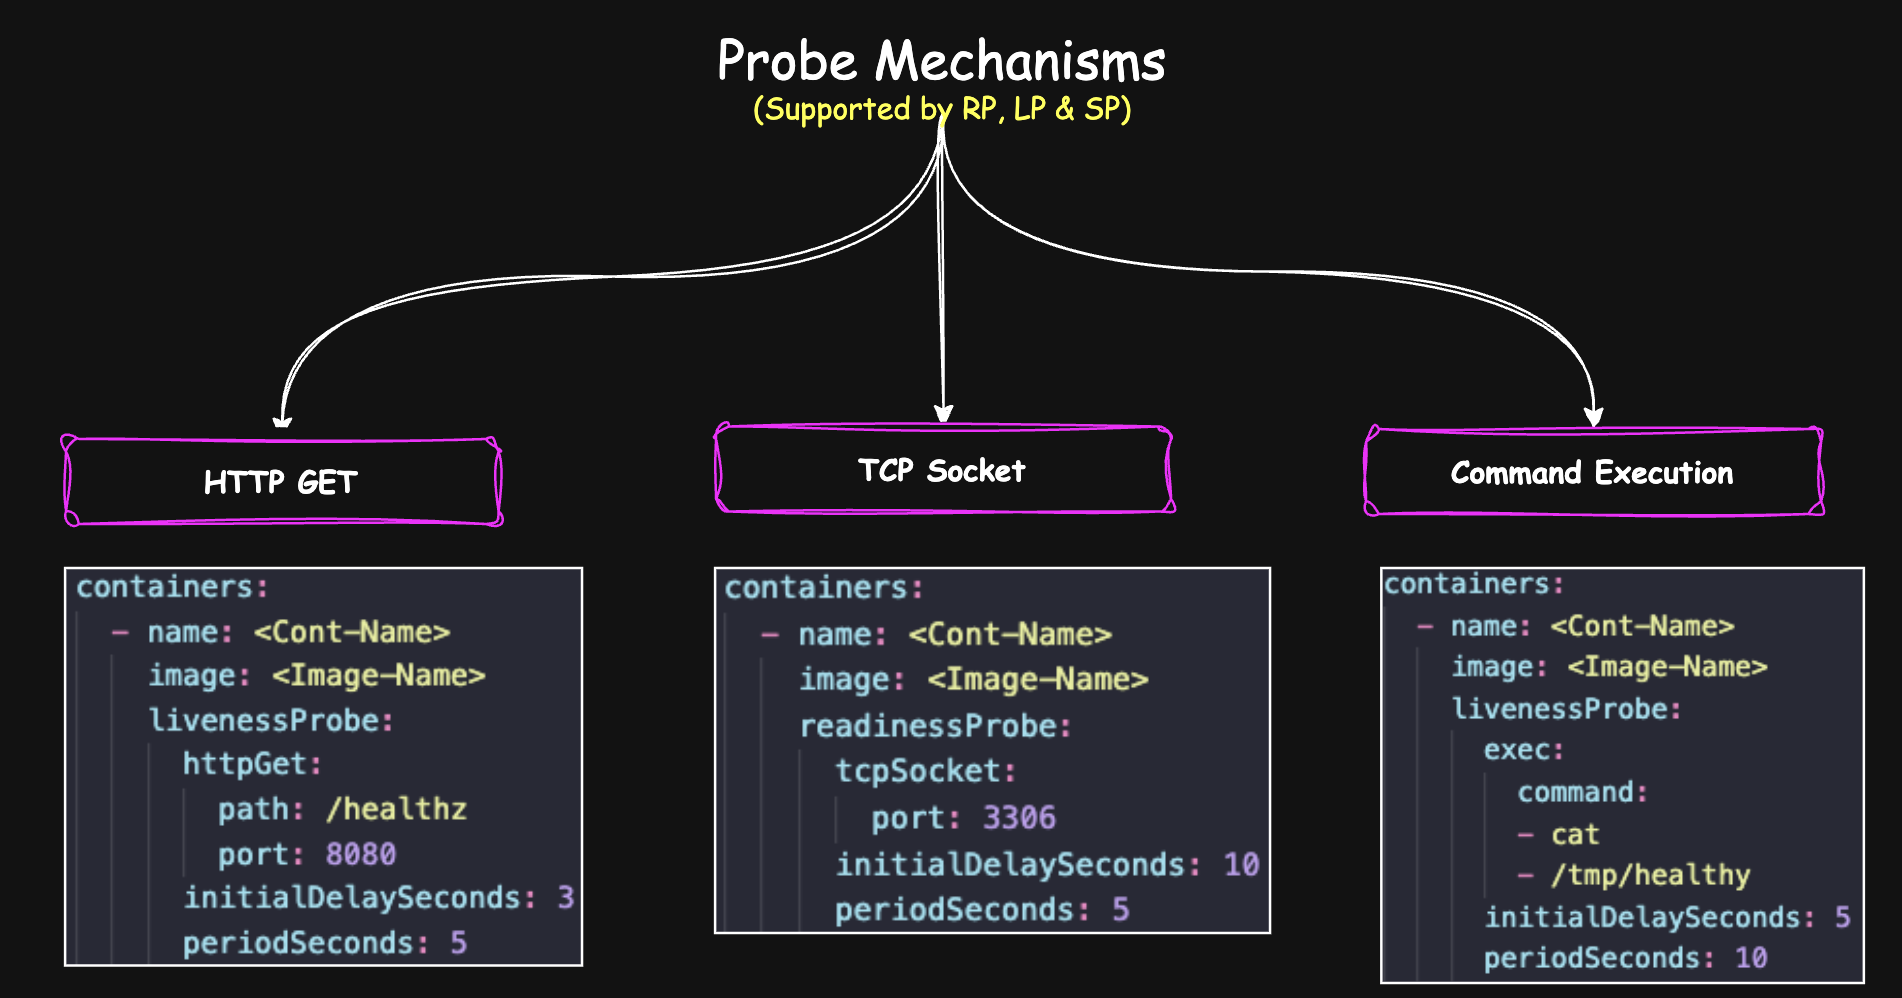 Probe Mechanisms
(Supported by RP, LP & SP)
HTTP GET
containers:
- name: <Cont-Name>
image: <Image-Name>
livenessProbe:
httpGet:
path: /healthz
port: 8080
initialDelaySeconds: 3
periodSeconds: 5
TCP Socket
containers:
- name: <Cont-Name>
image: <Image-Name>
readinessProbe:
tcpSocket:
port: 3306
initialDelaySeconds: 10
periodSeconds: 5
Command Execution
containers:
- name: <Cont-Name>
image: <Image-Name>
livenessProbe:
exec:
command:
- cat
- /tmp/healthy
initialDelaySeconds: 5
periodSeconds: 10